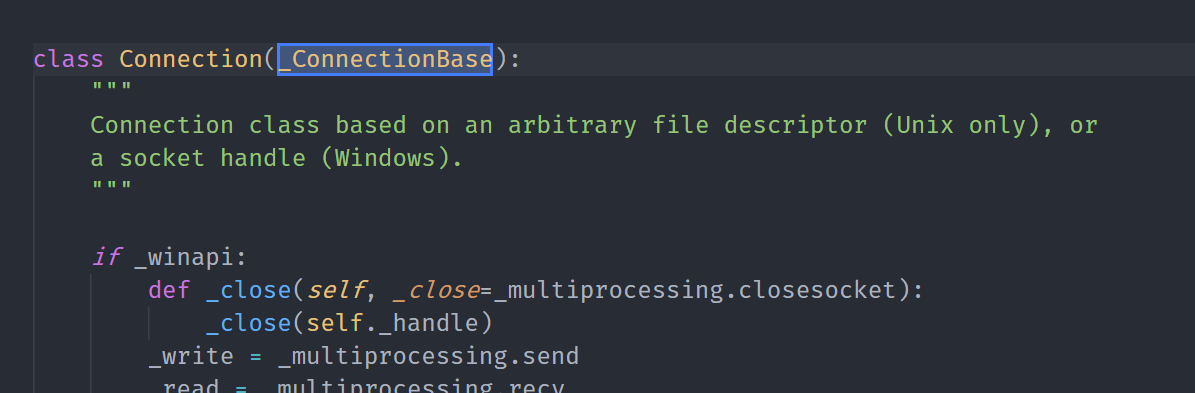 class Connection(_ConnectionBase):
"""
Connection class based on an arbitrary file descriptor (Unix only), or
a socket handle (Windows).
"""
if _winapi:
def _close(self, _close=_multiprocessing.closesocket):
_close(self._handle)
_write = _multiprocessing.send
_read = _multiprocessing.recv